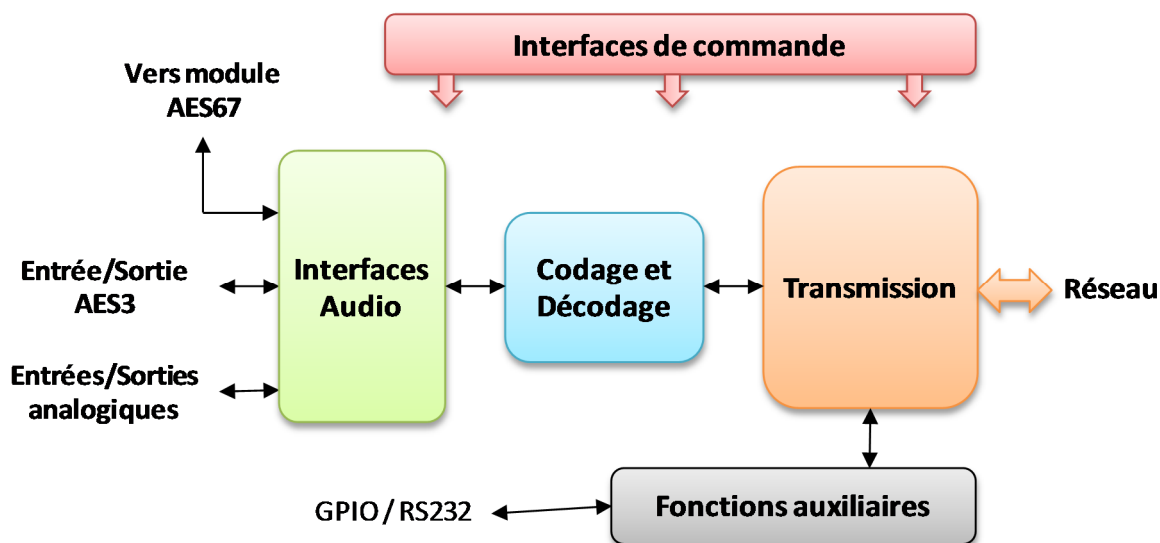 Interfaces de commande
Vers module
AES67
Entrée/Sortie
AES3
Entrées/Sorties
analogiques
Interfaces
Audio
Codage et
Décodage
Transmission
Réseau
GPIO / RS232
Fonctions auxiliaires